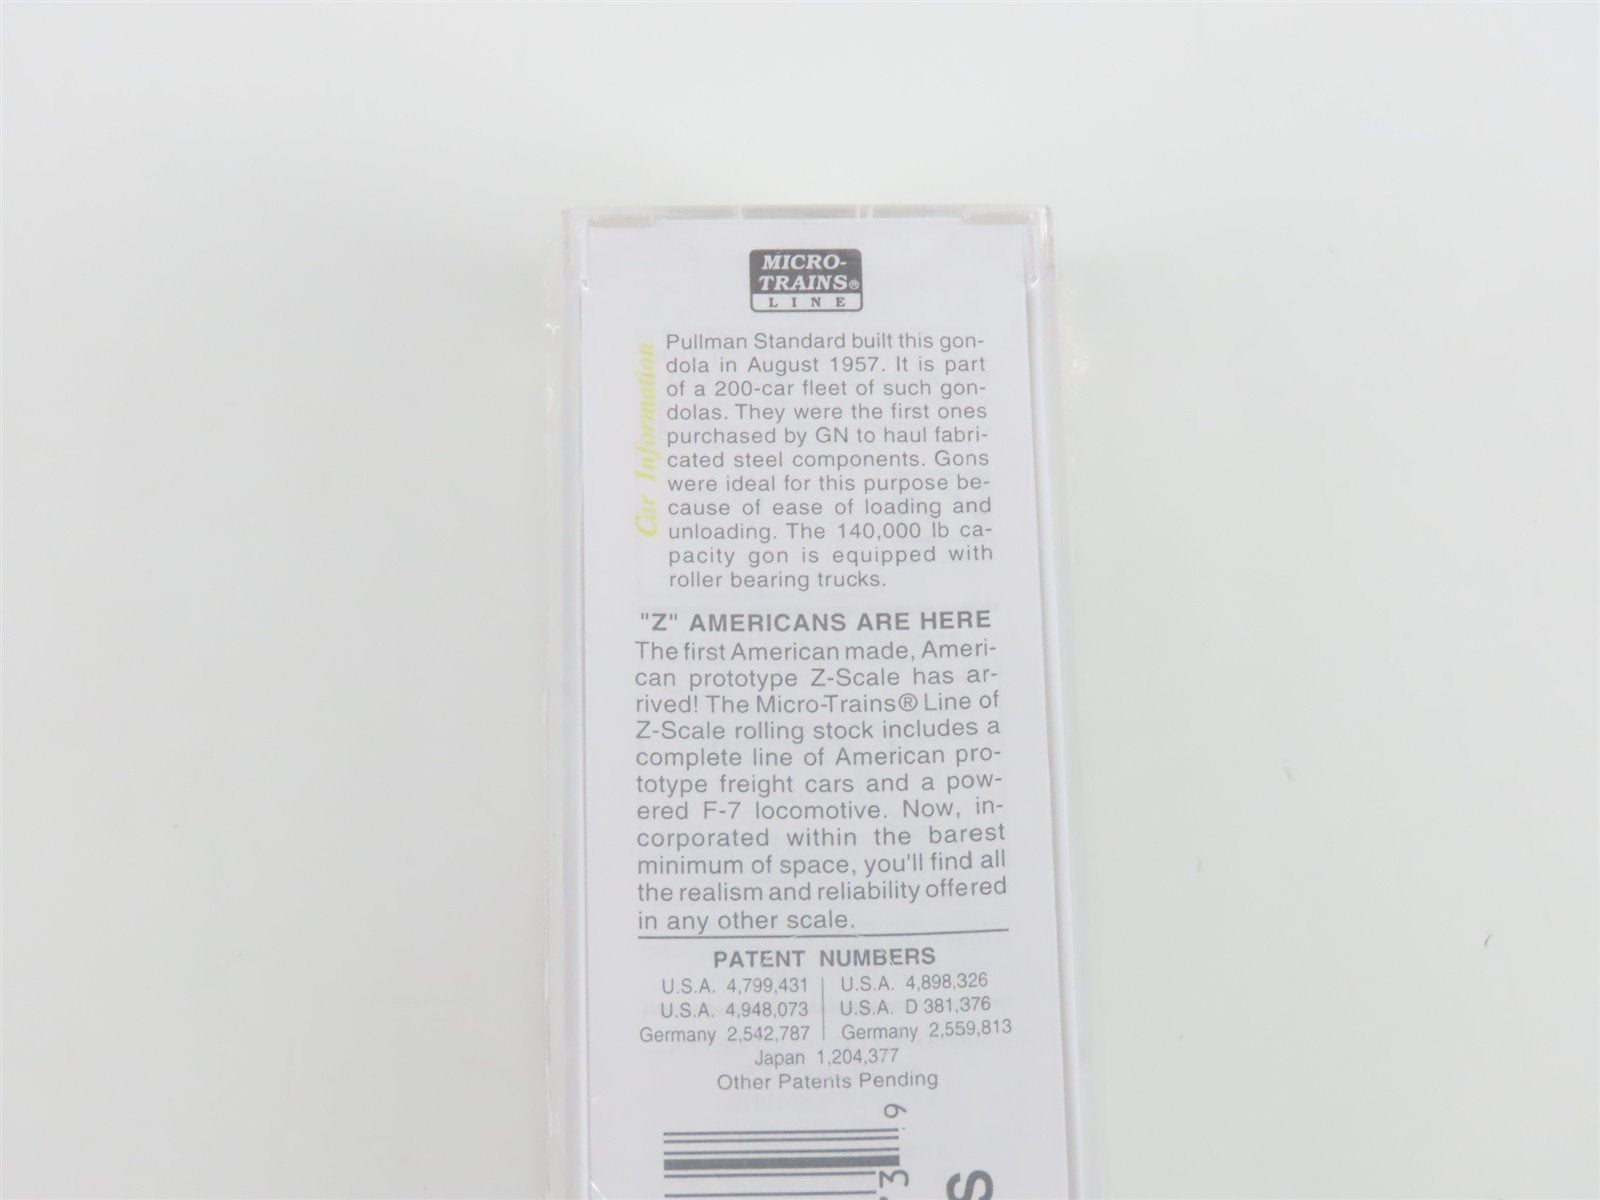 MICRO-
TRAINS®
LINE
Car Information
Pullman Standard built this gon-
dola in August 1957. It is part
of a 200-car fleet of such gon-
dolas. They were the first ones
purchased by GN to haul fabri-
cated steel components. Gons
were ideal for this purpose be-
cause of ease of loading and
unloading. The 140,000 lb ca-
pacity gon is equipped with
roller bearing trucks.
"Z" AMERICANS ARE HERE
The first American made, Ameri-
can prototype Z-Scale has ar-
rived! The Micro-Trains® Line of
Z-Scale rolling stock includes a
complete line of American pro-
totype freight cars and a pow-
ered F-7 locomotive. Now, in-
corporated within the barest
minimum of space, you'll find all
the realism and reliability offered
in any other scale.
PATENT NUMBERS
U.S.A. 4,799,431 | U.S.A. 4,898,326
U.S.A. 4,948,073 | U.S.A. D 381,376
Germany 2,542,787 | Germany 2,559,813
Japan 1,204,377
Other Patents Pending
9
3
S